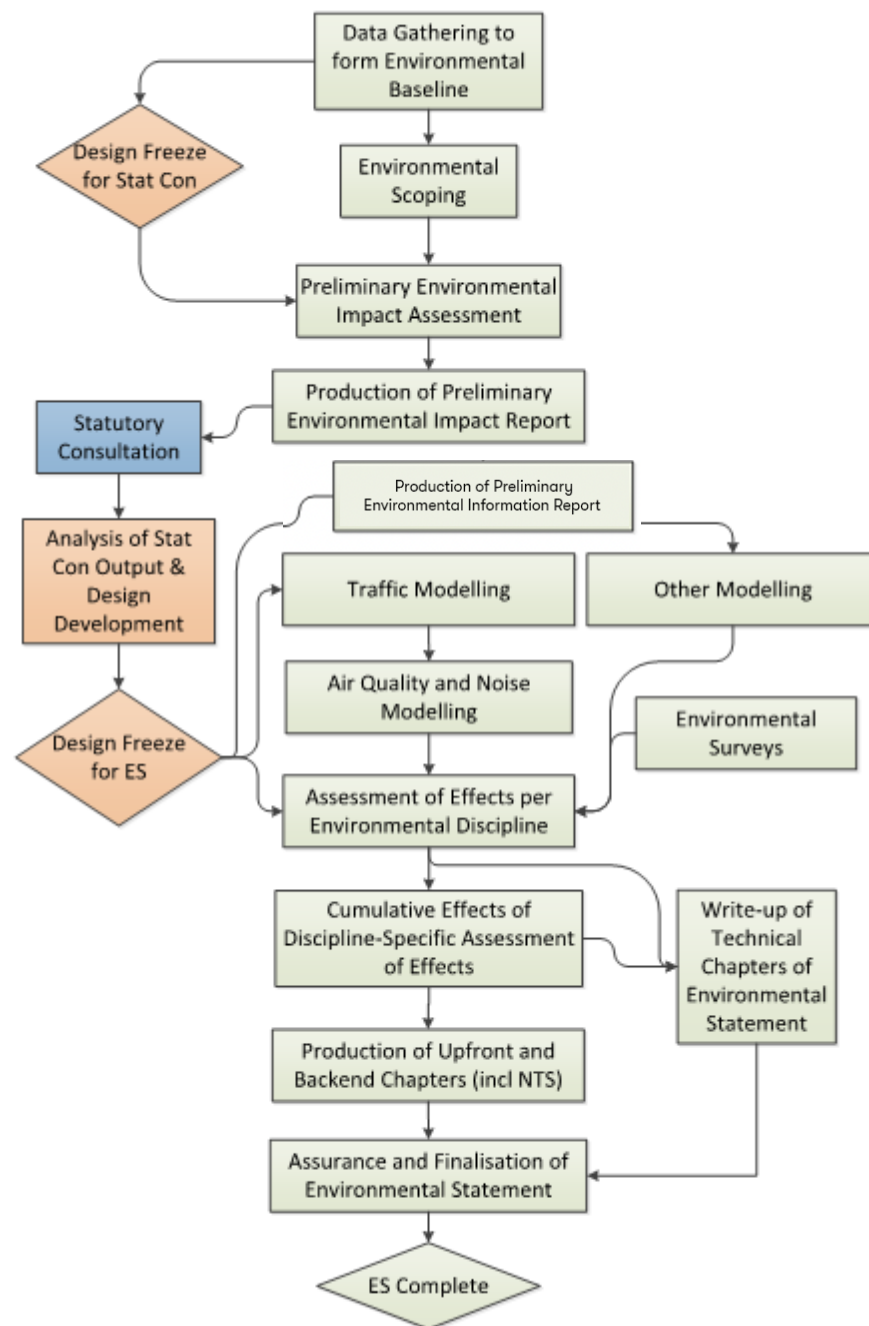 Data Gathering to
form Environmental
Baseline
Design Freeze
for Stat Con
Environmental
Scoping
Preliminary Environmental
Impact Assessment
Production of Preliminary
Environmental Impact Report
Statutory
Consultation
Production of Preliminary
Environmental Information Report
Analysis of Stat
Con Output &
Design
Development
Traffic Modelling
Other Modelling
Air Quality and Noise
Modelling
Environmental
Surveys
Design Freeze
for ES
Assessment of Effects per
Environmental Discipline
Cumulative Effects of
Discipline-Specific Assessment
of Effects
Write-up of
Technical
Chapters of
Environmental
Statement
Production of Upfront and
Backend Chapters (incl NTS)
Assurance and Finalisation of
Environmental Statement
ES Complete